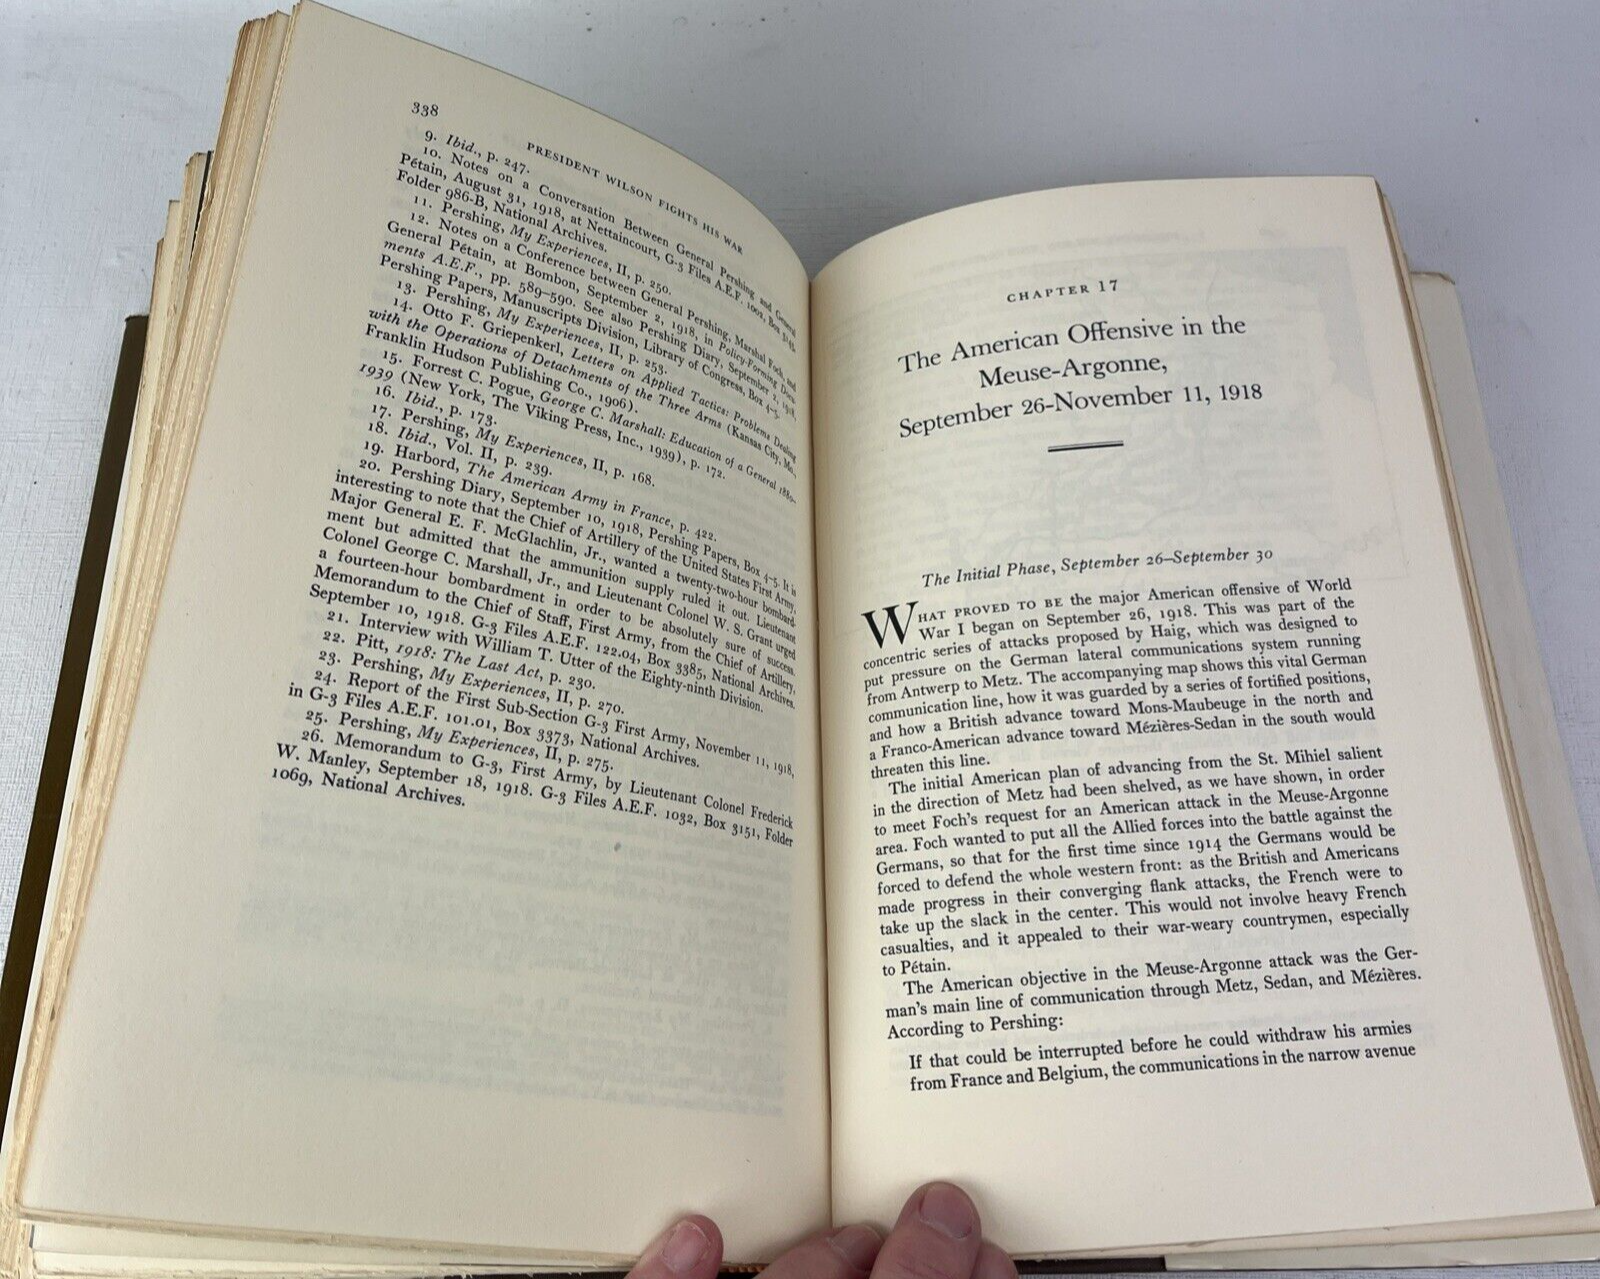 338
PRESIDENT WILSON FIGHTS HIS WAR
9. Ibid., p. 247.
10. Notes on a Conversation Between General Pershing and General
Pétain, August 31, 1918, at Nettaincourt, G-3 Files A.E.F. 1002, Box 3145,
Folder 986-B, National Archives.
11. Pershing, My Experiences, II, p. 250.
12. Notes on a Conference between General Pershing, Marshal Foch, and
General Pétain, at Bombon, September 2, 1918, in Policy-Forming Docu-
ments A.E.F., pp. 589–590. See also Pershing Diary, September 2, 1918,
Pershing Papers, Manuscripts Division, Library of Congress, Box 4–5.
13. Pershing, My Experiences, II, p. 253.
14. Otto F. Griepenkerl, Letters on Applied Tactics: Problems Dealing
with the Operations of Detachments of the Three Arms (Kansas City, Mo.,
Franklin Hudson Publishing Co., 1906).
15. Forrest C. Pogue, George C. Marshall: Education of a General 1880–
1939 (New York, The Viking Press, Inc., 1939), p. 172.
16. Ibid., p. 173.
17. Pershing, My Experiences, II, p. 168.
18. Ibid., Vol. II, p. 239.
19. Harbord, The American Army in France, p. 422.
20. Pershing Diary, September 10, 1918, Pershing Papers, Box 4–5. It is
interesting to note that the Chief of Artillery of the United States First Army,
Major General E. F. McGlachlin, Jr., wanted a twenty-two-hour bombard-
ment but admitted that the ammunition supply ruled it out. Lieutenant
Colonel George C. Marshall, Jr., and Lieutenant Colonel W. S. Grant urged
a fourteen-hour bombardment in order to be absolutely sure of success.
Memorandum to the Chief of Staff, First Army, from the Chief of Artillery,
September 10, 1918. G-3 Files A.E.F. 122.04, Box 3385, National Archives.
21. Interview with William T. Utter of the Eighty-ninth Division.
22. Pitt, 1918: The Last Act, p. 230.
23. Pershing, My Experiences, II, p. 270.
24. Report of the First Sub-Section G-3 First Army, November 11, 1918,
in G-3 Files A.E.F. 101.01, Box 3373, National Archives.
25. Pershing, My Experiences, II, p. 275.
26. Memorandum to G-3, First Army, by Lieutenant Colonel Frederick
W. Manley, September 18, 1918. G-3 Files A.E.F. 1032, Box 3151, Folder
1069, National Archives.
CHAPTER 17
The American Offensive in the
Meuse-Argonne,
September 26-November 11, 1918
The Initial Phase, September 26–September 30
WHAT PROVED TO BE the major American offensive of World
War I began on September 26, 1918. This was part of the
concentric series of attacks proposed by Haig, which was designed to
put pressure on the German lateral communications system running
from Antwerp to Metz. The accompanying map shows this vital German
communication line, how it was guarded by a series of fortified positions,
and how a British advance toward Mons-Maubeuge in the north and
a Franco-American advance toward Mézières-Sedan in the south would
threaten this line.
The initial American plan of advancing from the St. Mihiel salient
in the direction of Metz had been shelved, as we have shown, in order
to meet Foch's request for an American attack in the Meuse-Argonne
area. Foch wanted to put all the Allied forces into the battle against the
Germans, so that for the first time since 1914 the Germans would be
forced to defend the whole western front: as the British and Americans
made progress in their converging flank attacks, the French were to
take up the slack in the center. This would not involve heavy French
casualties, and it appealed to their war-weary countrymen, especially
to Pétain.
The American objective in the Meuse-Argonne attack was the Ger-
man's main line of communication through Metz, Sedan, and Mézières.
According to Pershing:
If that could be interrupted before he could withdraw his armies
from France and Belgium, the communications in the narrow avenue